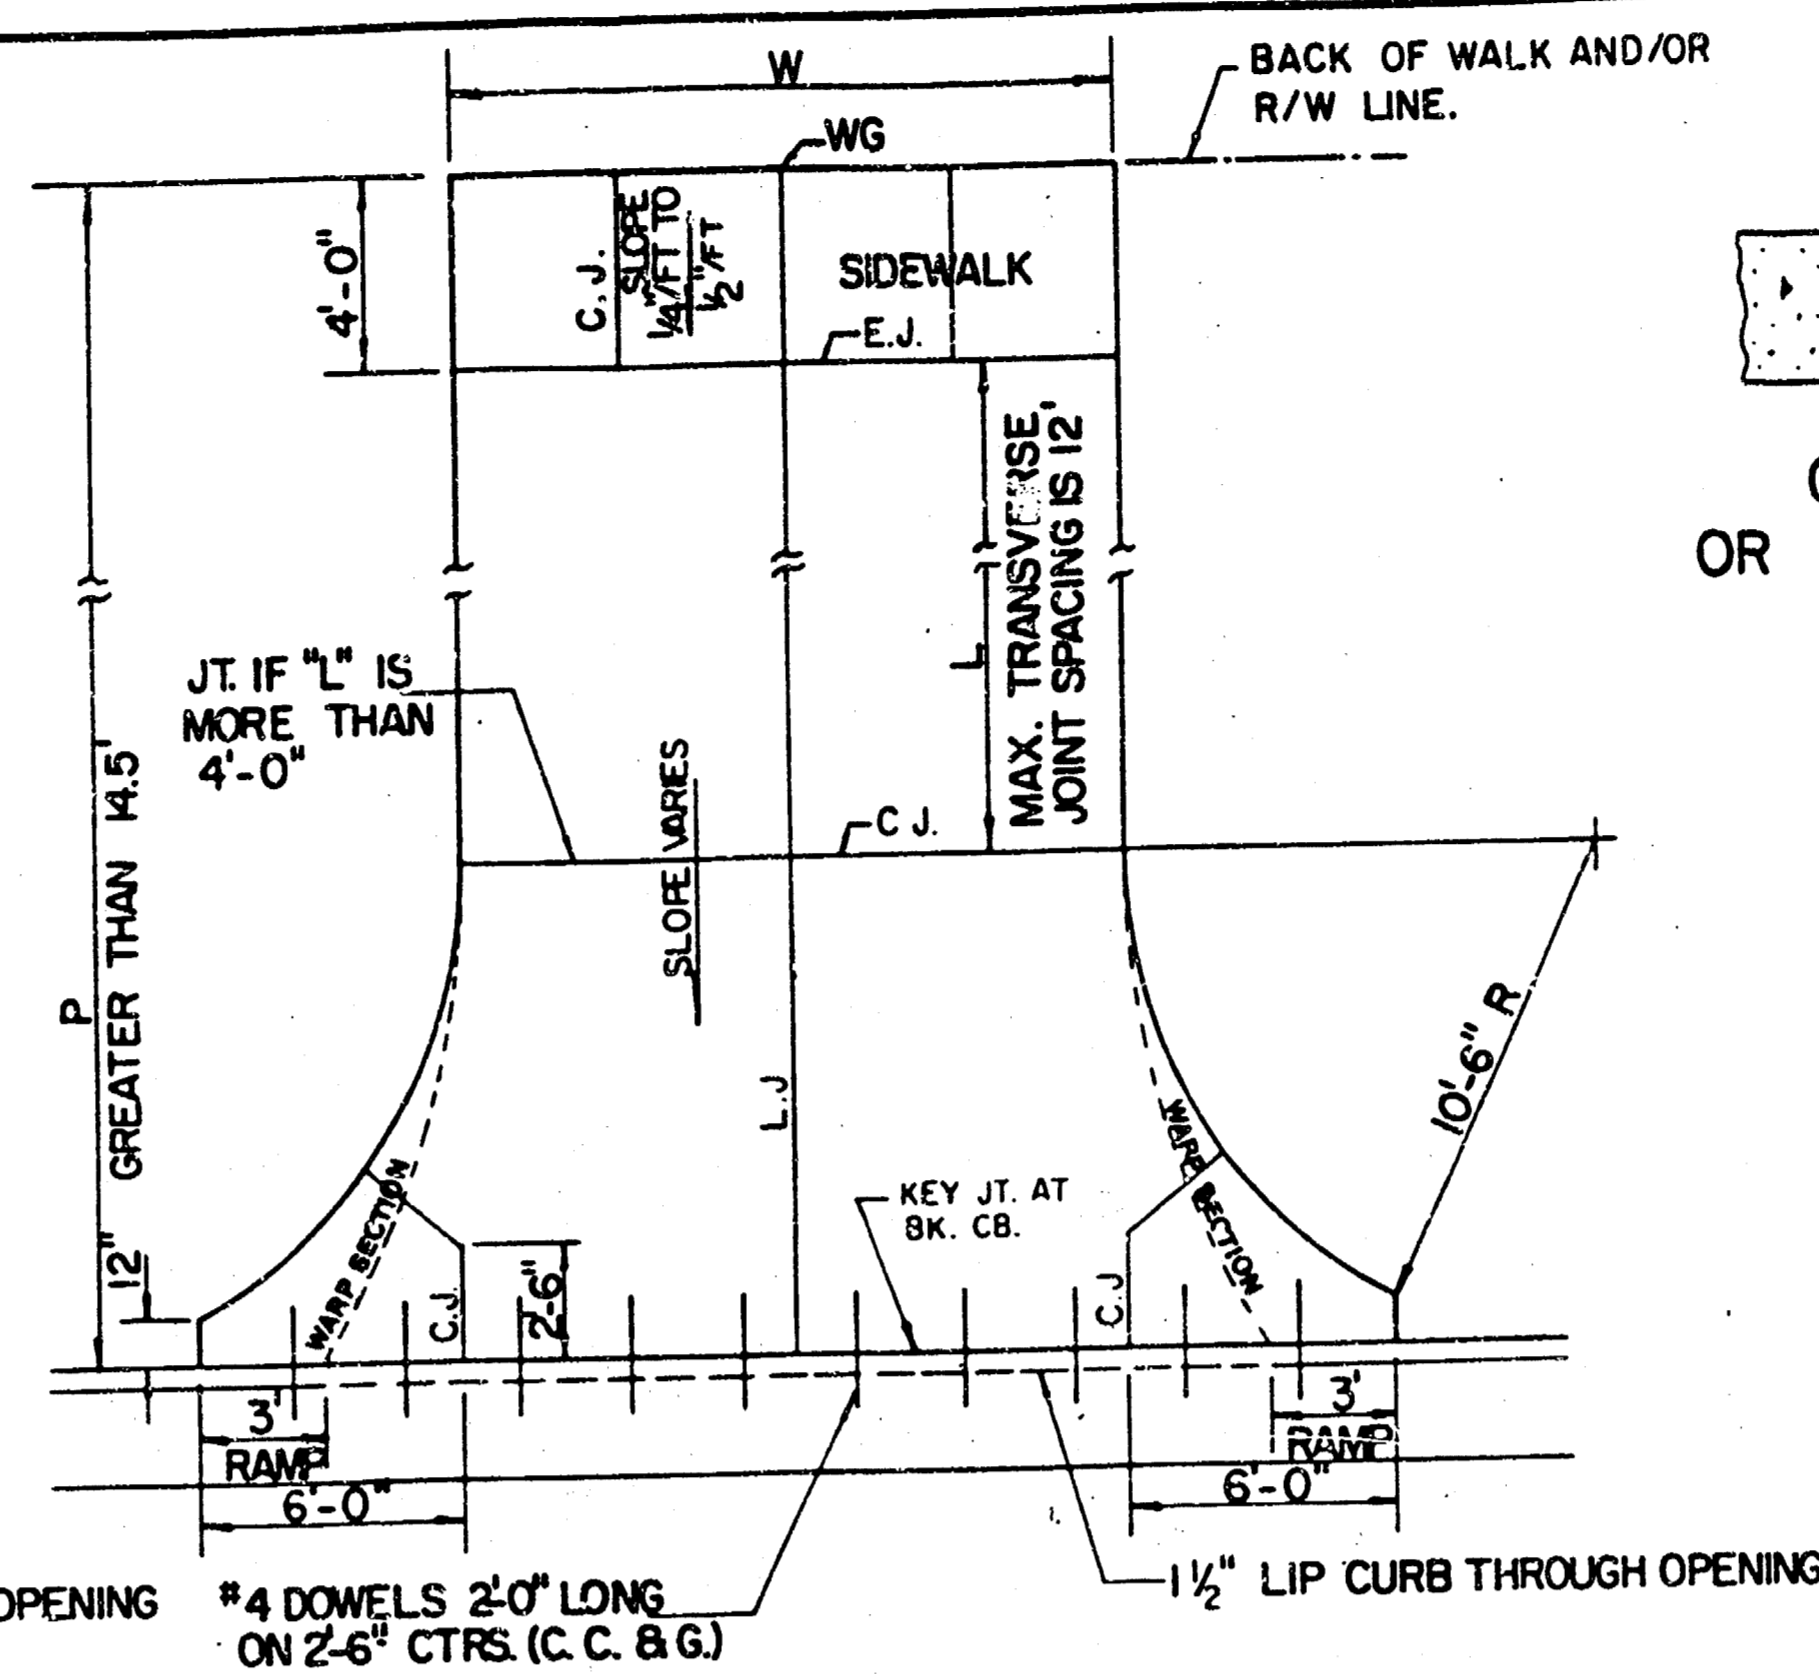 W
BACK OF WALK AND/OR
R/W LINE.
WG
4'-0"
C.J.
SLOPE
1/4"/FT TO
1/2"/FT
SIDEWALK
E.J.
OR
MAX. TRANSVERSE
JOINT SPACING IS 12'
L
JT. IF "L" IS
MORE THAN
4'-0"
C J.
SLOPE VARIES
P
GREATER THAN 14.5'
10'-6" R
L.J
WARP SECTION
WARP SECTION
KEY JT. AT
BK. CB.
12"
C.J.
2'-6"
C.J
3'
RAMP
6'-0"
3'
RAMP
6'-0"
OPENING
#4 DOWELS 2'-0" LONG
ON 2'-6" CTRS. (C. C. & G.)
1 1/2" LIP CURB THROUGH OPENING